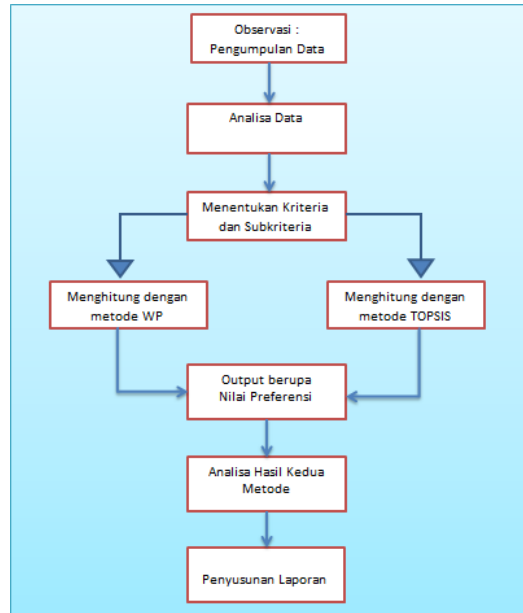 Observasi :
Pengumpulan Data
Analisa Data
Menentukan Kriteria
dan Subkriteria
Menghitung dengan
metode WP
Menghitung dengan
metode TOPSIS
Output berupa
Nilai Preferensi
Analisa Hasil Kedua
Metode
Penyusunan Laporan